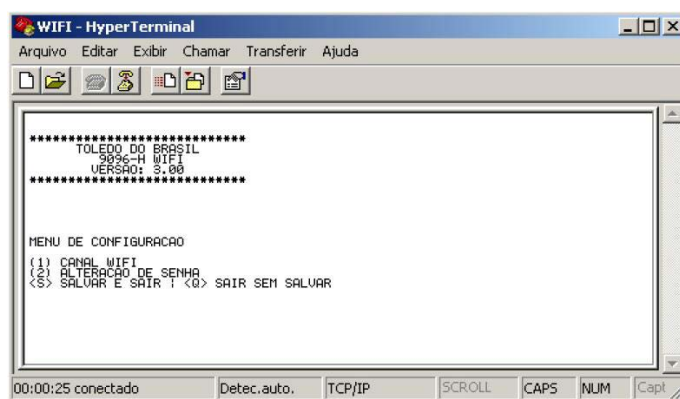 WIFI - HyperTerminal
Arquivo Editar Exibir Chamar Transferir Ajuda
******************************
TOLEDO DO BRASIL
9096-H WIFI
VERSAO: 3.00
******************************
MENU DE CONFIGURACAO
(1) CANAL WIFI
(2) ALTERACAO DE SENHA
<S> SALVAR E SAIR ¦ <Q> SAIR SEM SALVAR
00:00:25 conectado Detec.auto. TCP/IP SCROLL CAPS NUM Capt